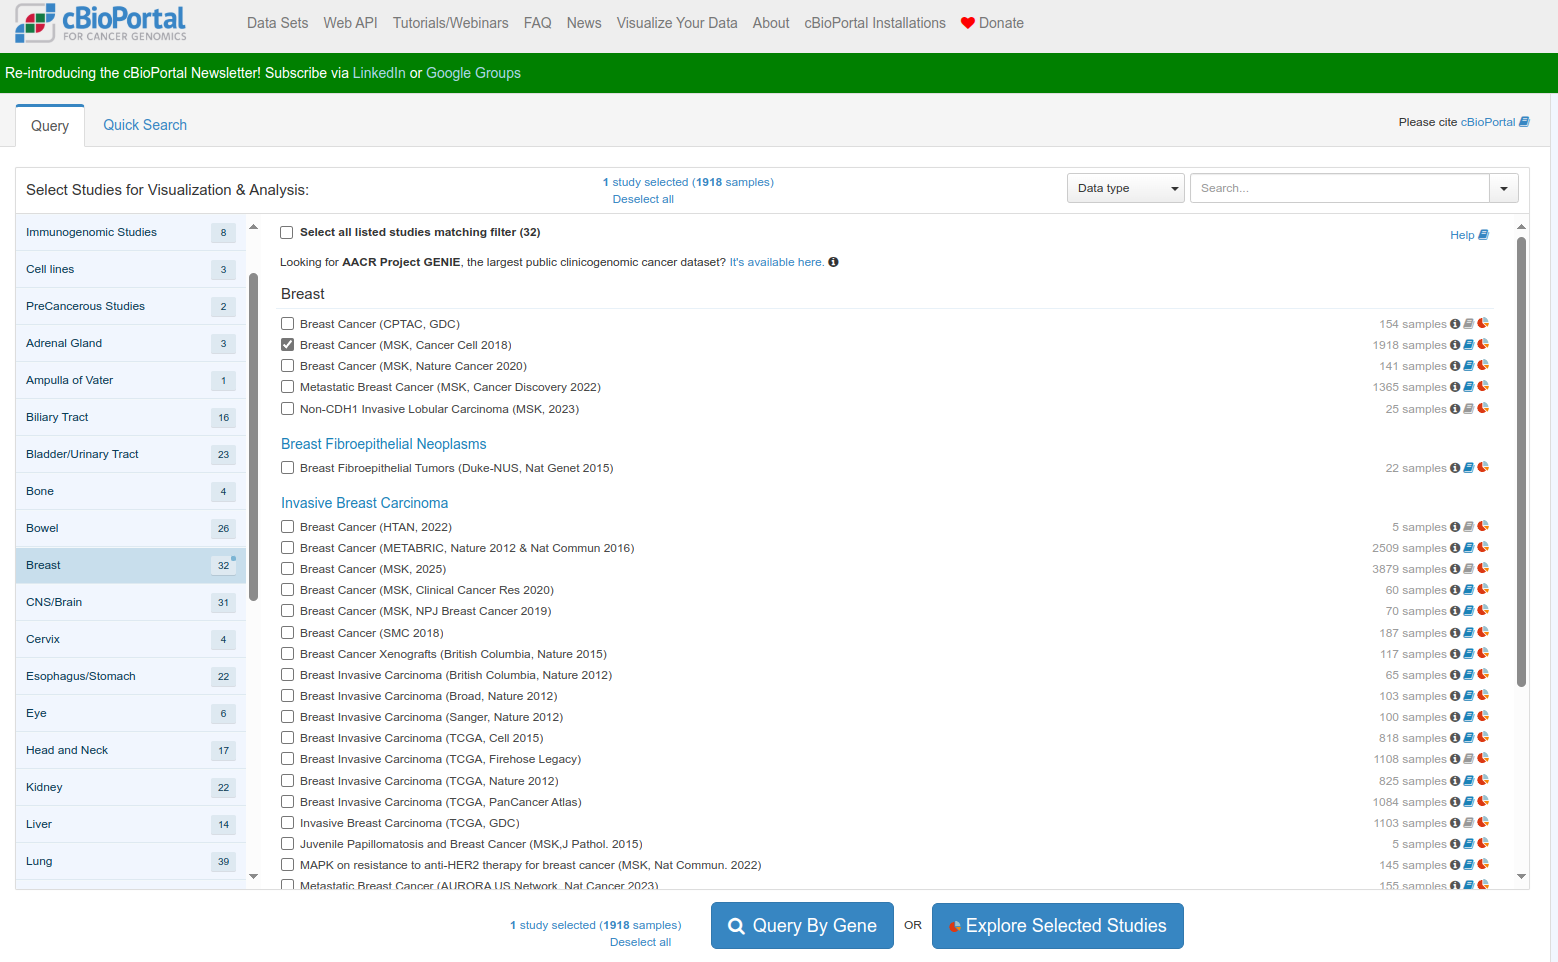 cBioPortal
FOR CANCER GENOMICS
Data Sets Web API Tutorials/Webinars FAQ News Visualize Your Data About cBioPortal Installations Donate
Re-introducing the cBioPortal Newsletter! Subscribe via LinkedIn or Google Groups
Query Quick Search Please cite cBioPortal
Select Studies for Visualization & Analysis:
1 study selected (1918 samples)
Deselect all
Data type Search...
Immunogenomic Studies 8
Cell lines 3
PreCancerous Studies 2
Adrenal Gland 3
Ampulla of Vater 1
Biliary Tract 16
Bladder/Urinary Tract 23
Bone 4
Bowel 26
Breast 32
CNS/Brain 31
Cervix 4
Esophagus/Stomach 22
Eye 6
Head and Neck 17
Kidney 22
Liver 14
Lung 39
Select all listed studies matching filter (32) Help
Looking for AACR Project GENIE, the largest public clinicogenomic cancer dataset? It's available here.
Breast
Breast Cancer (CPTAC, GDC) 154 samples
Breast Cancer (MSK, Cancer Cell 2018) 1918 samples
Breast Cancer (MSK, Nature Cancer 2020) 141 samples
Metastatic Breast Cancer (MSK, Cancer Discovery 2022) 1365 samples
Non-CDH1 Invasive Lobular Carcinoma (MSK, 2023) 25 samples
Breast Fibroepithelial Neoplasms
Breast Fibroepithelial Tumors (Duke-NUS, Nat Genet 2015) 22 samples
Invasive Breast Carcinoma
Breast Cancer (HTAN, 2022) 5 samples
Breast Cancer (METABRIC, Nature 2012 & Nat Commun 2016) 2509 samples
Breast Cancer (MSK, 2025) 3879 samples
Breast Cancer (MSK, Clinical Cancer Res 2020) 60 samples
Breast Cancer (MSK, NPJ Breast Cancer 2019) 70 samples
Breast Cancer (SMC 2018) 187 samples
Breast Cancer Xenografts (British Columbia, Nature 2015) 117 samples
Breast Invasive Carcinoma (British Columbia, Nature 2012) 65 samples
Breast Invasive Carcinoma (Broad, Nature 2012) 103 samples
Breast Invasive Carcinoma (Sanger, Nature 2012) 100 samples
Breast Invasive Carcinoma (TCGA, Cell 2015) 818 samples
Breast Invasive Carcinoma (TCGA, Firehose Legacy) 1108 samples
Breast Invasive Carcinoma (TCGA, Nature 2012) 825 samples
Breast Invasive Carcinoma (TCGA, PanCancer Atlas) 1084 samples
Invasive Breast Carcinoma (TCGA, GDC) 1103 samples
Juvenile Papillomatosis and Breast Cancer (MSK,J Pathol. 2015) 5 samples
MAPK on resistance to anti-HER2 therapy for breast cancer (MSK, Nat Commun. 2022) 145 samples
Metastatic Breast Cancer (AURORA US Network, Nat Cancer 2023) 155 samples
1 study selected (1918 samples)
Deselect all
Query By Gene OR Explore Selected Studies